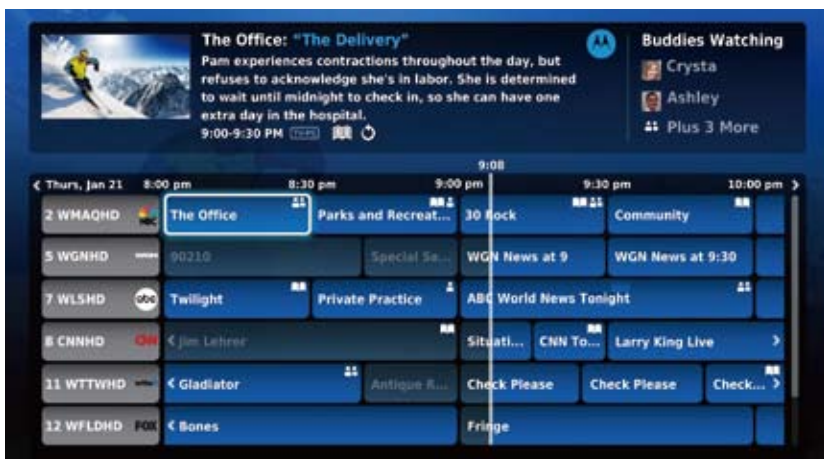 The Office: "The Delivery"
Pam experiences contractions throughout the day, but
refuses to acknowledge she's in labor. She is determined
to wait until midnight to check in, so she can have one
extra day in the hospital.
9:00-9:30 PM
Buddies Watching
Crysta
Ashley
Plus 3 More
9:08
Thurs, Jan 21 8:00 pm 8:30 pm 9:00 pm 9:30 pm 10:00 pm
2 WMAQHD The Office Parks and Recreat... 30 Rock Community
5 WGNHD 90210 Special Se... WGN News at 9 WGN News at 9:30
7 WLSHD abc Twilight Private Practice ABC World News Tonight
8 CNNHD CNN Jim Lehrer Situati... CNN To... Larry King Live
11 WTTWHD Gladiator Antique R... Check Please Check Please Check...
12 WFLDHD FOX Bones Fringe